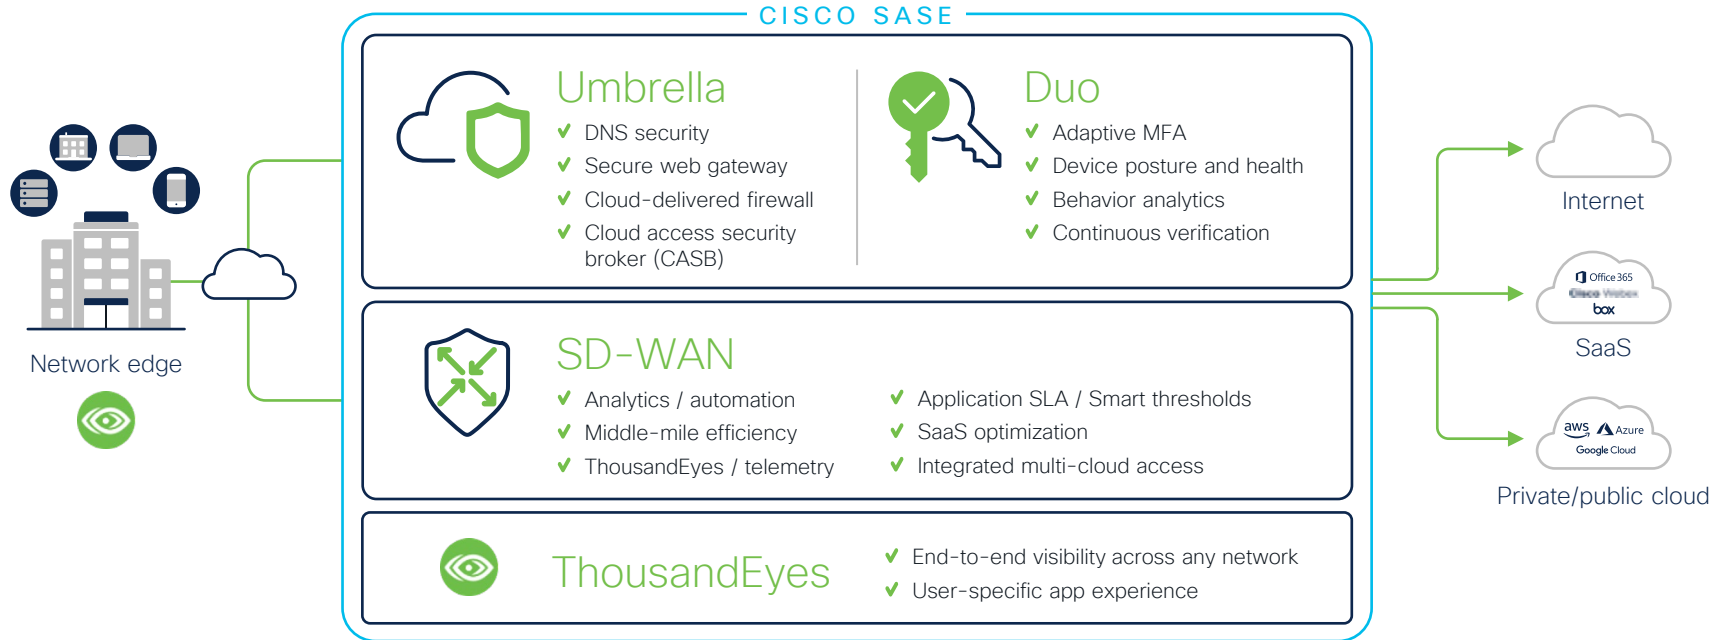 CISCO SASE
Umbrella
DNS security
Secure web gateway
Cloud-delivered firewall
Cloud access security
broker (CASB)
Duo
Adaptive MFA
Device posture and health
Behavior analytics
Continuous verification
Network edge
SD-WAN
Analytics / automation
Middle-mile efficiency
ThousandEyes / telemetry
Application SLA / Smart thresholds
SaaS optimization
Integrated multi-cloud access
ThousandEyes
End-to-end visibility across any network
User-specific app experience
Internet
Office 365
Cisco Webex
box
SaaS
aws
Azure
Google Cloud
Private/public cloud